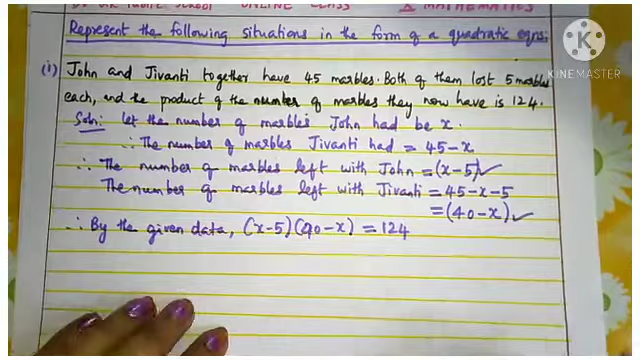 PUBLIC SCHOOL ONLINE CLASS X MATHEMATICS
Represent the following situations in the form of a quadratic eqns.
(i) John and Jivanti together have 45 marbles. Both of them lost 5 marbles
each, and the product of the number of marbles they now have is 124.
Soln: let the number of marbles John had be x.
∴ The number of marbles Jivanti had = 45-x
∴ The number of marbles left with John = (x-5)✓
The number of marbles left with Jivanti = 45-x-5
= (40-x)✓
∴ By the given data, (x-5)(40-x) = 124
KINEMASTER